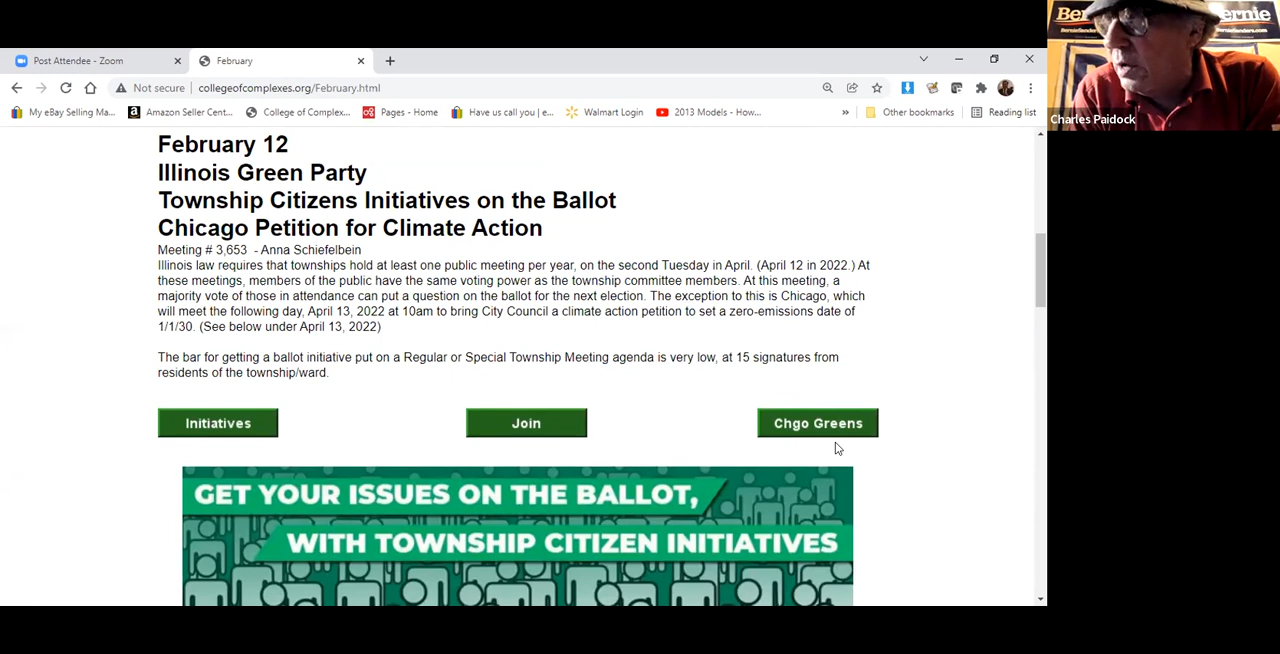 Post Attendee - Zoom
February
Not secure
collegeofcomplexes.org/February.html
My eBay Selling Ma...
Amazon Seller Cent...
College of Complex...
Pages - Home
Have us call you | e...
Walmart Login
2013 Models - How...
»
Other bookmarks
Reading list
February 12
Illinois Green Party
Township Citizens Initiatives on the Ballot
Chicago Petition for Climate Action
Meeting # 3,653 - Anna Schiefelbein
Illinois law requires that townships hold at least one public meeting per year, on the second Tuesday in April. (April 12 in 2022.) At
these meetings, members of the public have the same voting power as the township committee members. At this meeting, a
majority vote of those in attendance can put a question on the ballot for the next election. The exception to this is Chicago, which
will meet the following day, April 13, 2022 at 10am to bring City Council a climate action petition to set a zero-emissions date of
1/1/30. (See below under April 13, 2022)
The bar for getting a ballot initiative put on a Regular or Special Township Meeting agenda is very low, at 15 signatures from
residents of the township/ward.
Initiatives
Join
Chgo Greens
GET YOUR ISSUES ON THE BALLOT,
WITH TOWNSHIP CITIZEN INITIATIVES
Charles Paidock